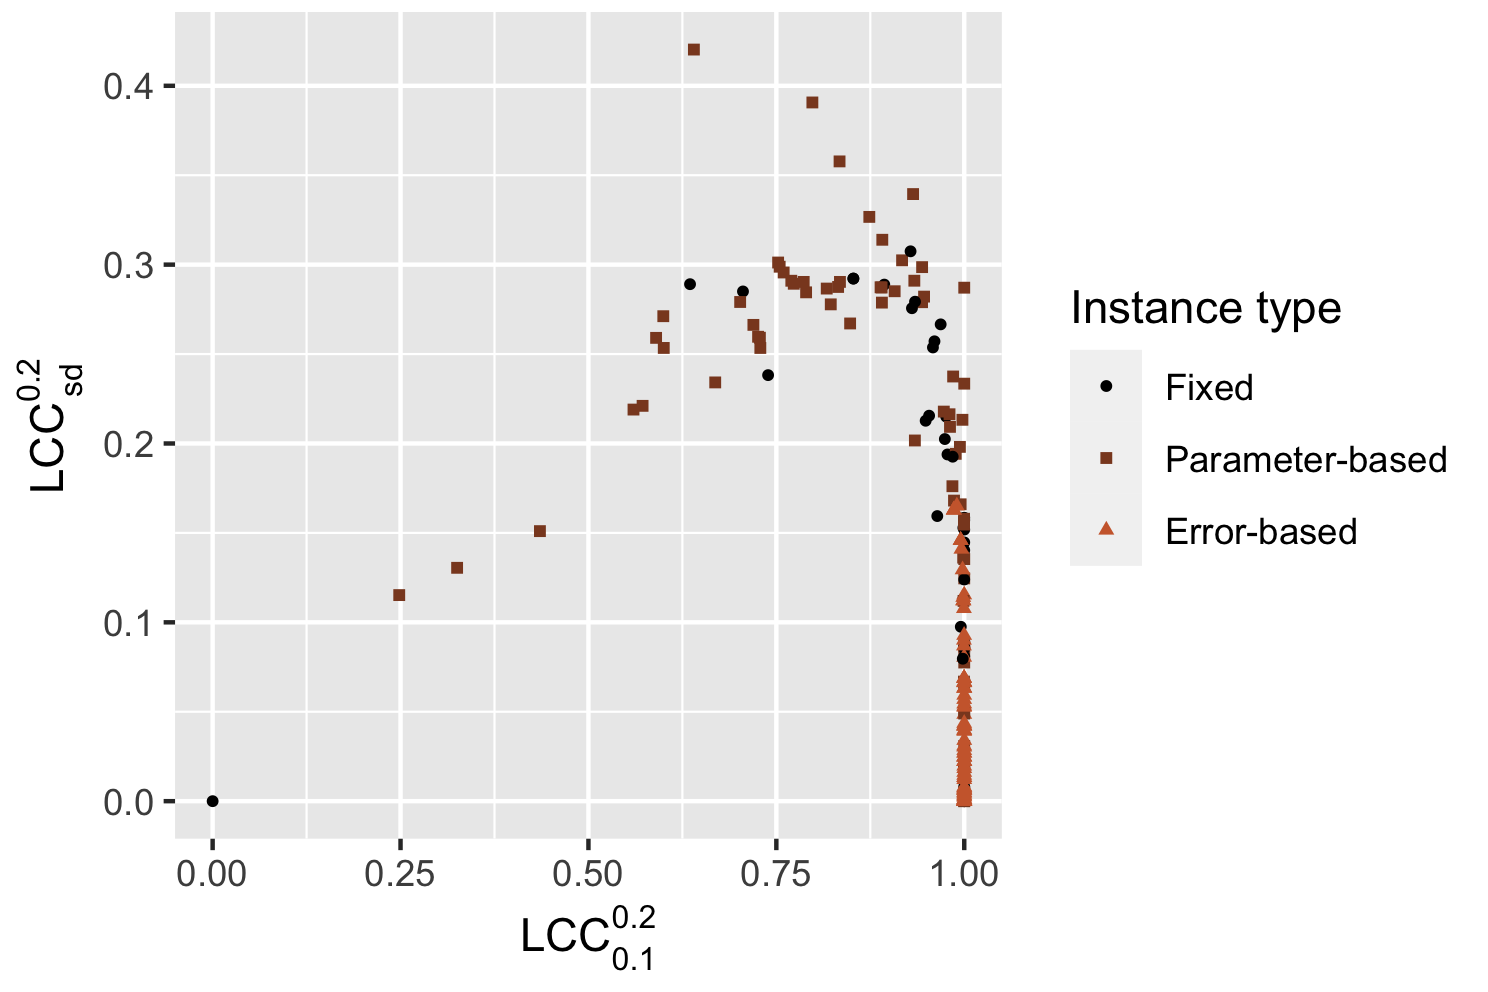 0.4
0.3
0.2
0.1
0.0
LCC^0.2_sd
0.00 0.25 0.50 0.75 1.00
LCC^0.2_0.1
Instance type
Fixed
Parameter-based
Error-based